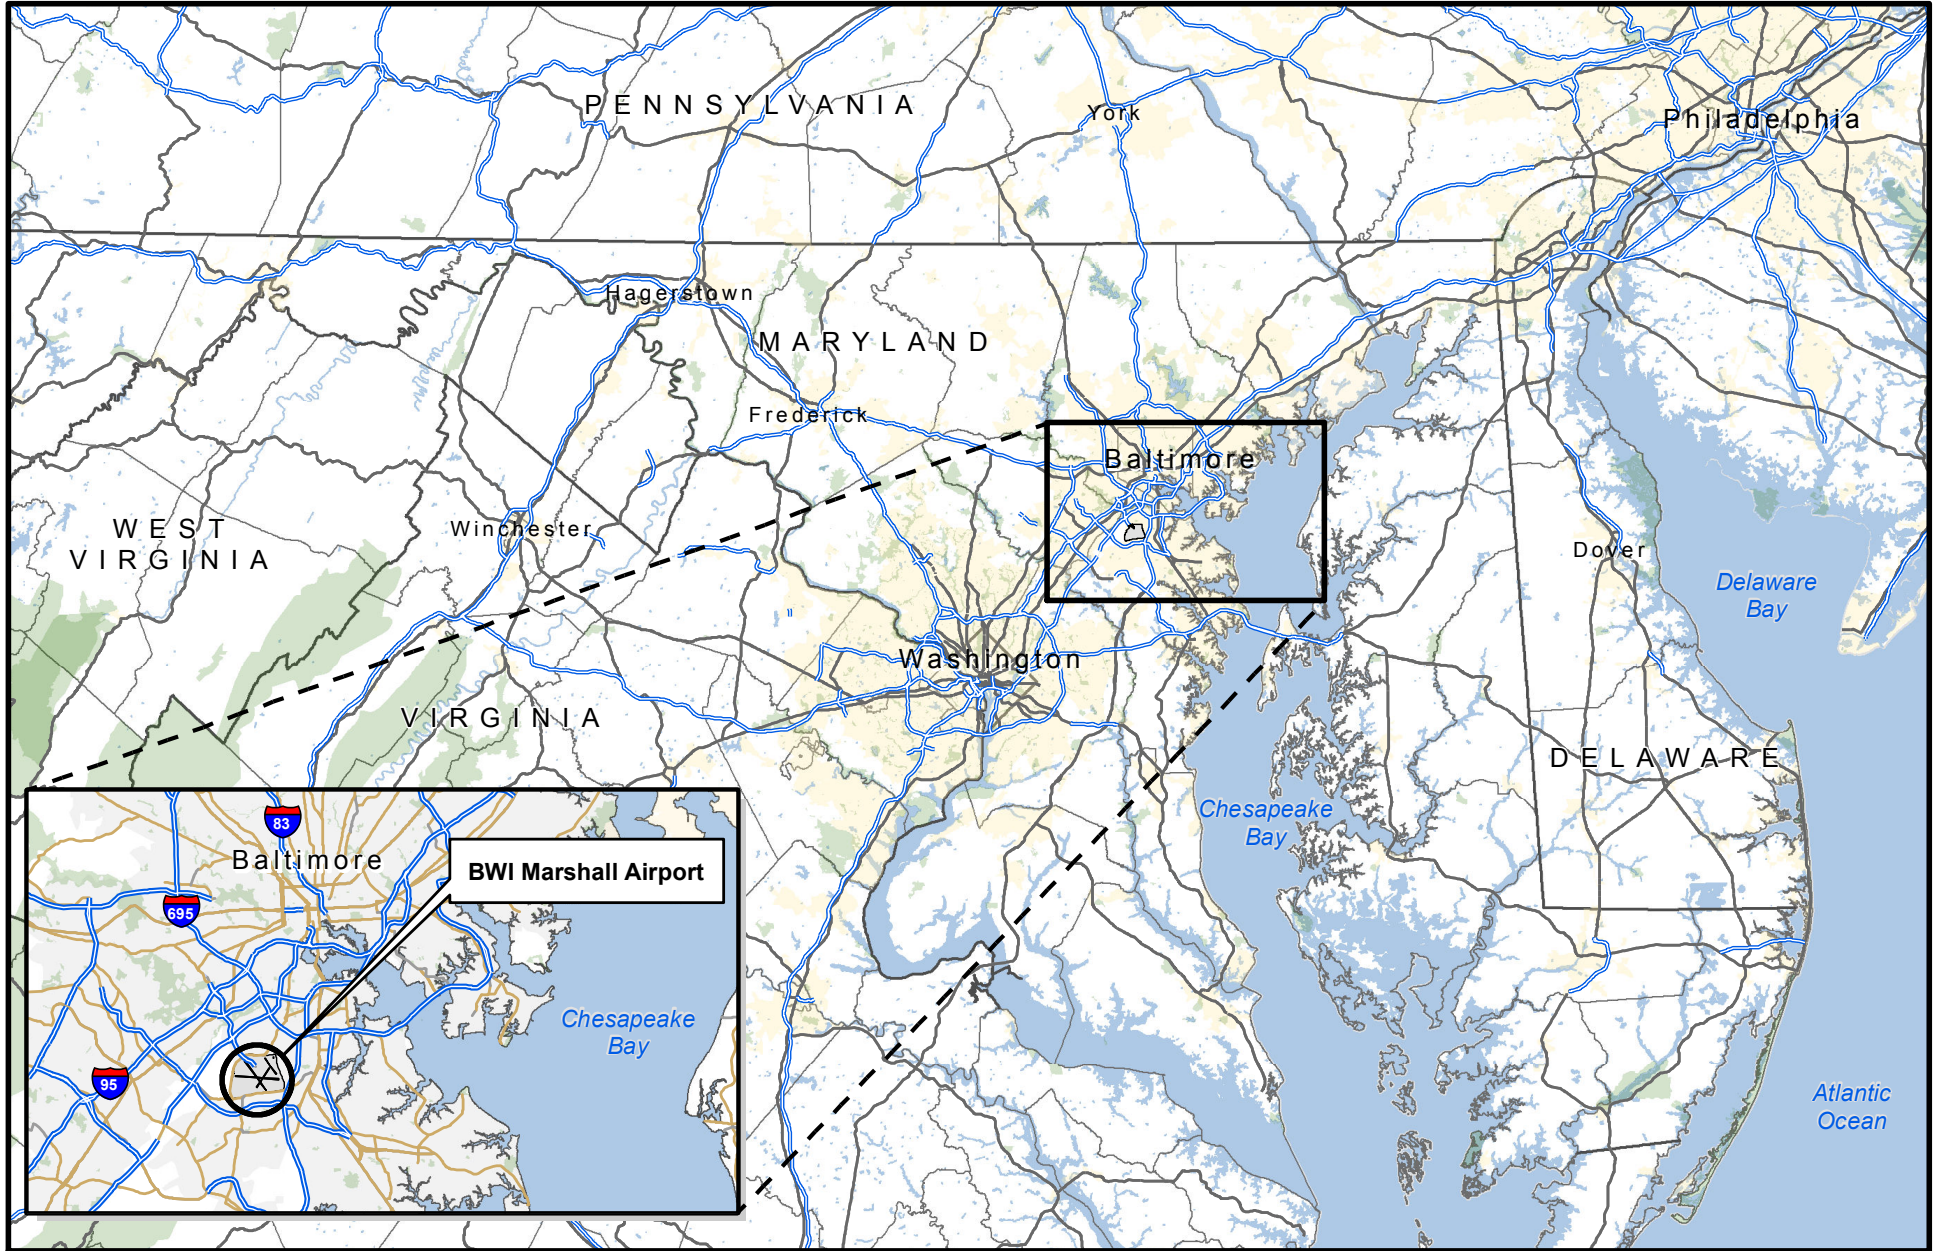 PENNSYLVANIA
York
Philadelphia
Hagerstown
MARYLAND
Frederick
Baltimore
WEST
VIRGINIA
Winchester
Dover
Delaware
Bay
Washington
VIRGINIA
DELAWARE
Chesapeake
Bay
83
Baltimore
BWI Marshall Airport
695
Chesapeake
Bay
95
Atlantic
Ocean